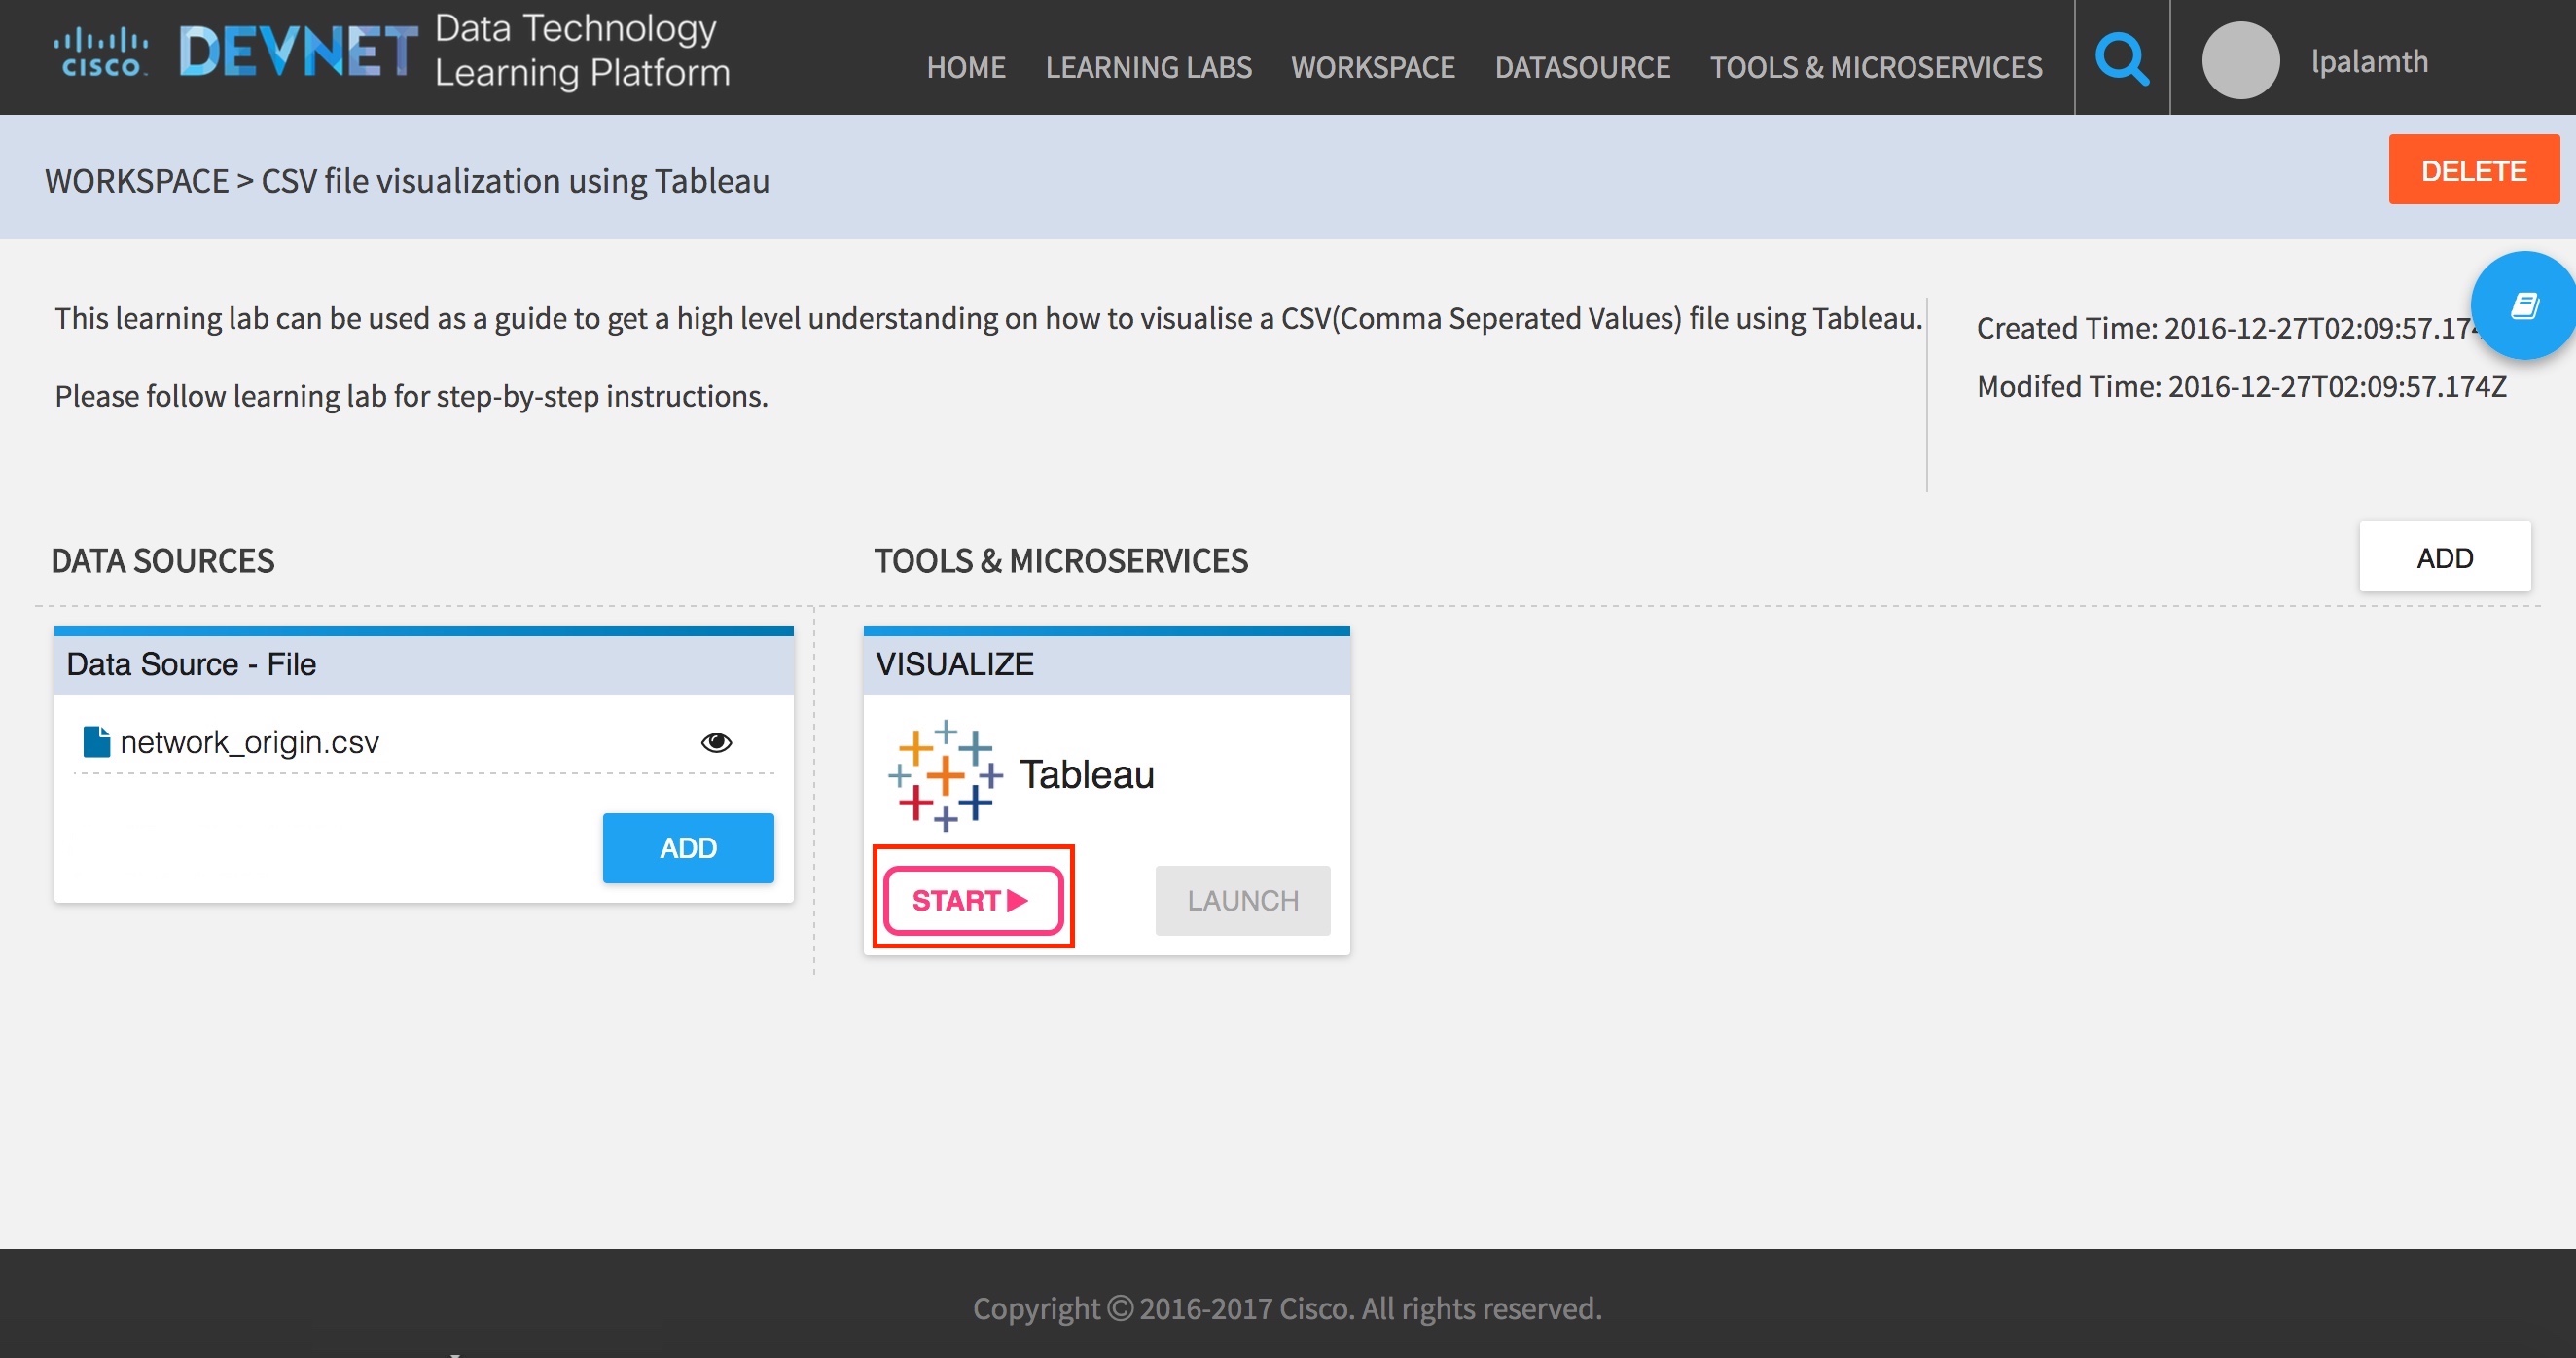 CISCO DEVNET Data Technology
Learning Platform
HOME LEARNING LABS WORKSPACE DATASOURCE TOOLS & MICROSERVICES
lpalamth
WORKSPACE > CSV file visualization using Tableau
DELETE
This learning lab can be used as a guide to get a high level understanding on how to visualise a CSV(Comma Seperated Values) file using Tableau.
Please follow learning lab for step-by-step instructions.
Created Time: 2016-12-27T02:09:57.174
Modifed Time: 2016-12-27T02:09:57.174Z
DATA SOURCES
TOOLS & MICROSERVICES
ADD
Data Source - File
network_origin.csv
ADD
VISUALIZE
Tableau
START
LAUNCH
Copyright © 2016-2017 Cisco. All rights reserved.